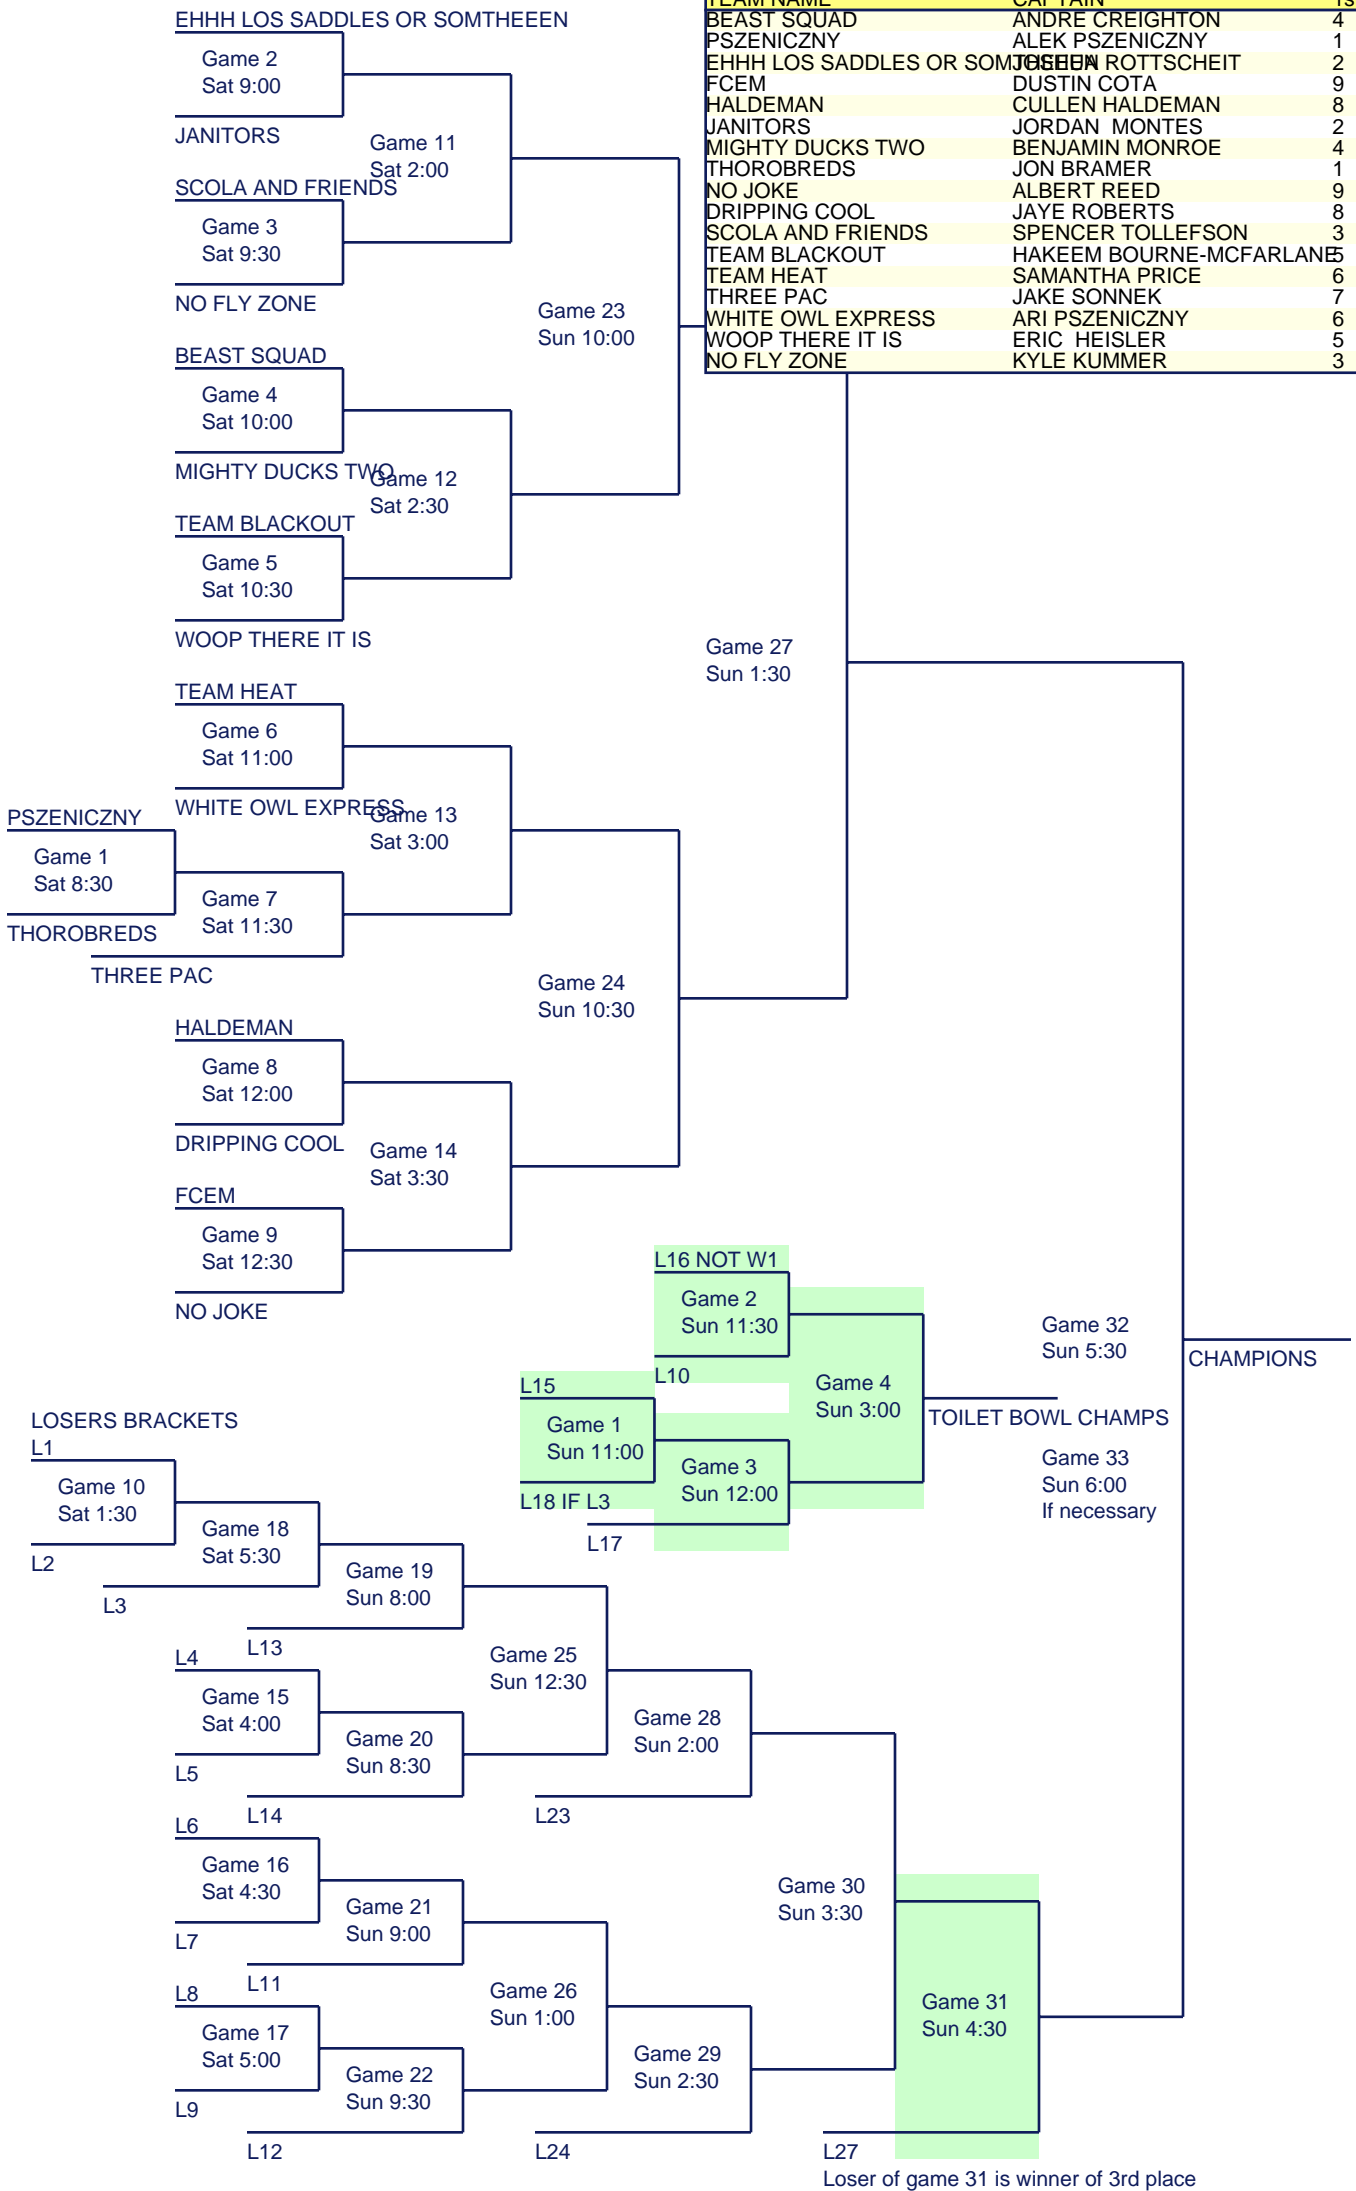 TEAM NAME CAPTAIN 1s
BEAST SQUAD ANDRE CREIGHTON 4
PSZENICZNY ALEK PSZENICZNY 1
EHHH LOS SADDLES OR SOMTHEEEN JOSHUA ROTTSCHEIT 2
FCEM DUSTIN COTA 9
HALDEMAN CULLEN HALDEMAN 8
JANITORS JORDAN MONTES 2
MIGHTY DUCKS TWO BENJAMIN MONROE 4
THOROBREDS JON BRAMER 1
NO JOKE ALBERT REED 9
DRIPPING COOL JAYE ROBERTS 8
SCOLA AND FRIENDS SPENCER TOLLEFSON 3
TEAM BLACKOUT HAKEEM BOURNE-MCFARLANE 5
TEAM HEAT SAMANTHA PRICE 6
THREE PAC JAKE SONNEK 7
WHITE OWL EXPRESS ARI PSZENICZNY 6
WOOP THERE IT IS ERIC HEISLER 5
NO FLY ZONE KYLE KUMMER 3
EHHH LOS SADDLES OR SOMTHEEEN
Game 2
Sat 9:00
JANITORS
Game 11
Sat 2:00
SCOLA AND FRIENDS
Game 3
Sat 9:30
NO FLY ZONE
Game 23
Sun 10:00
BEAST SQUAD
Game 4
Sat 10:00
MIGHTY DUCKS TWO
Game 12
Sat 2:30
TEAM BLACKOUT
Game 5
Sat 10:30
WOOP THERE IT IS
Game 27
Sun 1:30
TEAM HEAT
Game 6
Sat 11:00
WHITE OWL EXPRESS
Game 13
Sat 3:00
PSZENICZNY
Game 1
Sat 8:30
THOROBREDS
Game 7
Sat 11:30
THREE PAC
Game 24
Sun 10:30
HALDEMAN
Game 8
Sat 12:00
DRIPPING COOL
Game 14
Sat 3:30
FCEM
Game 9
Sat 12:30
NO JOKE
L16 NOT W1
Game 2
Sun 11:30
L10
L15
Game 1
Sun 11:00
L18 IF L3
Game 3
Sun 12:00
L17
Game 4
Sun 3:00
TOILET BOWL CHAMPS
Game 32
Sun 5:30
CHAMPIONS
Game 33
Sun 6:00
If necessary
LOSERS BRACKETS
L1
Game 10
Sat 1:30
L2
Game 18
Sat 5:30
L3
Game 19
Sun 8:00
L13
L4
Game 15
Sat 4:00
L5
Game 20
Sun 8:30
L14
Game 25
Sun 12:30
Game 28
Sun 2:00
L23
L6
Game 16
Sat 4:30
L7
Game 21
Sun 9:00
L11
L8
Game 17
Sat 5:00
L9
Game 22
Sun 9:30
L12
Game 26
Sun 1:00
Game 29
Sun 2:30
L24
Game 30
Sun 3:30
Game 31
Sun 4:30
L27
Loser of game 31 is winner of 3rd place